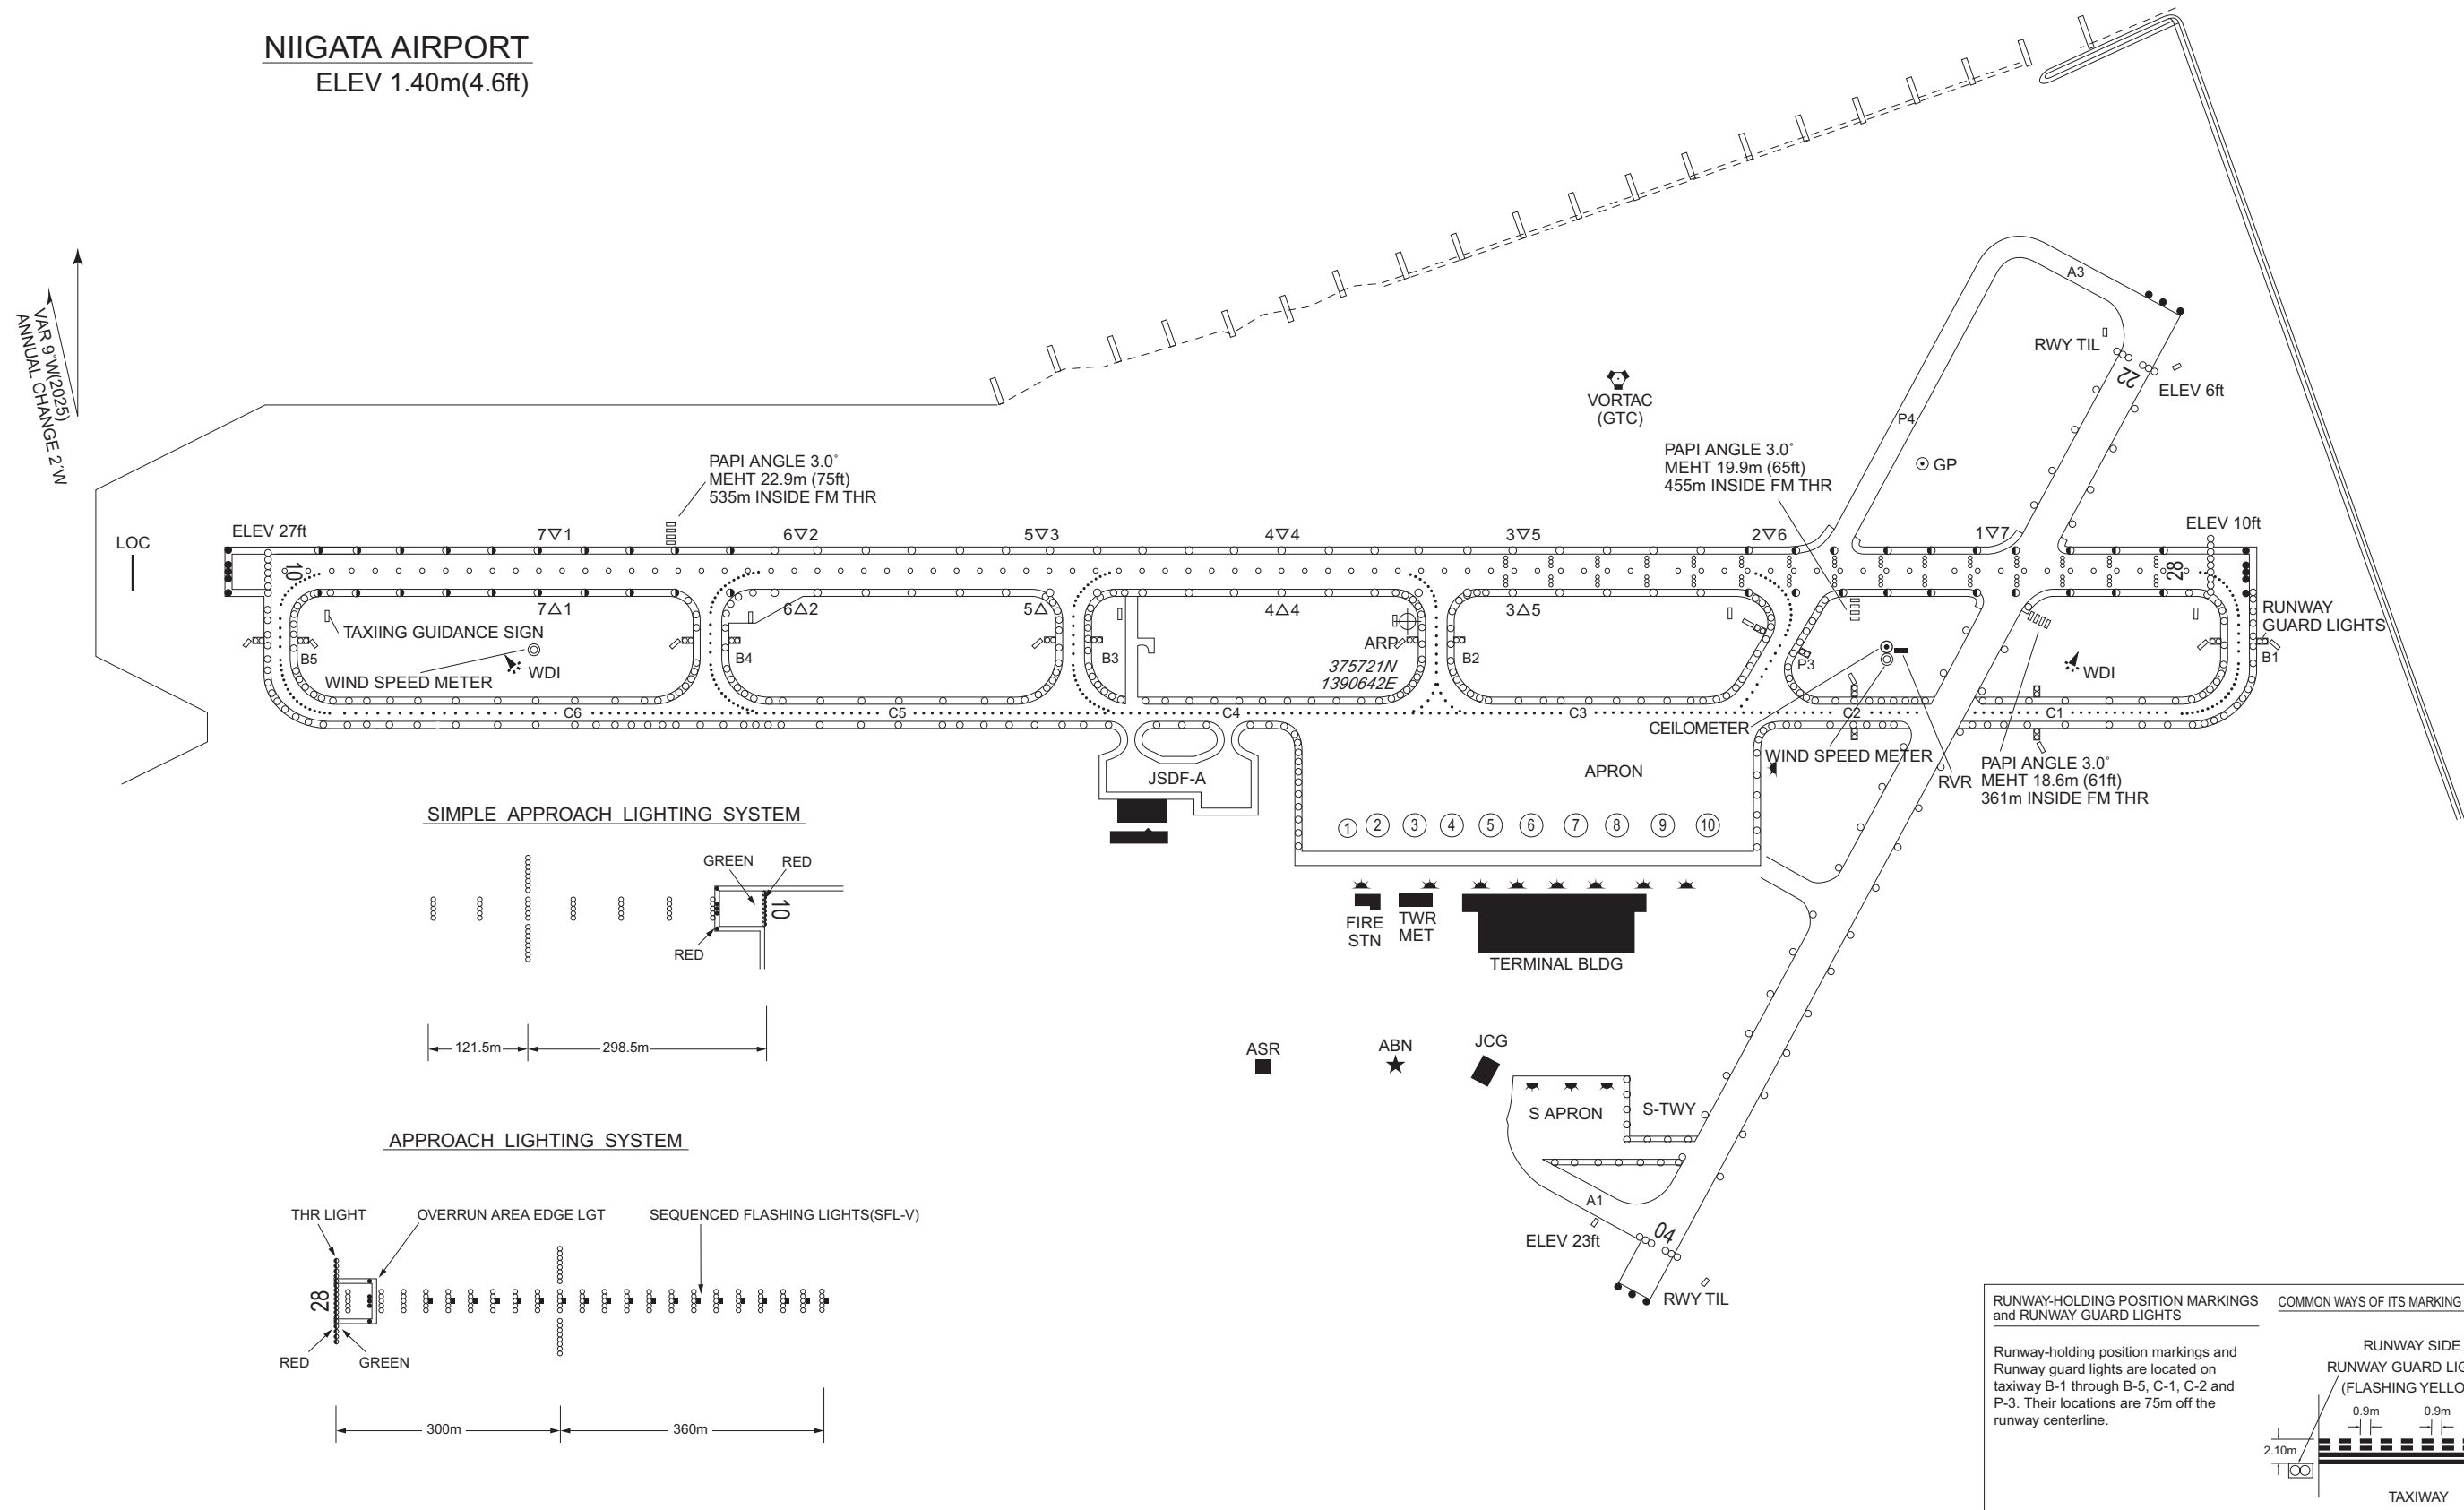 NIIGATA AIRPORT
ELEV 1.40m(4.6ft)
VAR 9˚W(2025)
ANNUAL CHANGE 2'W
A3
RWY TIL
22
ELEV 6ft
VORTAC
(GTC)
P4
GP
PAPI ANGLE 3.0˚
MEHT 22.9m (75ft)
535m INSIDE FM THR
PAPI ANGLE 3.0˚
MEHT 19.9m (65ft)
455m INSIDE FM THR
LOC
ELEV 27ft
7▽1
6▽2
5▽3
4▽4
3▽5
2▽6
1▽7
ELEV 10ft
10
28
7△1
6△2
5△
4△4
3△5
TAXIING GUIDANCE SIGN
RUNWAY
GUARD LIGHTS
B5
WDI
WIND SPEED METER
B4
B3
ARP
375721N
1390642E
B2
P3
WDI
B1
C6
C5
C4
C3
C2
C1
CEILOMETER
WIND SPEED METER
RVR
PAPI ANGLE 3.0˚
MEHT 18.6m (61ft)
361m INSIDE FM THR
JSDF-A
APRON
1 2 3 4 5 6 7 8 9 10
FIRE
STN
TWR
MET
TERMINAL BLDG
SIMPLE APPROACH LIGHTING SYSTEM
GREEN
RED
10
RED
121.5m
298.5m
ASR
ABN
JCG
S APRON
S-TWY
A1
04
ELEV 23ft
RWY TIL
APPROACH LIGHTING SYSTEM
THR LIGHT
OVERRUN AREA EDGE LGT
SEQUENCED FLASHING LIGHTS(SFL-V)
28
RED
GREEN
300m
360m
RUNWAY-HOLDING POSITION MARKINGS
and RUNWAY GUARD LIGHTS
Runway-holding position markings and
Runway guard lights are located on
taxiway B-1 through B-5, C-1, C-2 and
P-3. Their locations are 75m off the
runway centerline.
COMMON WAYS OF ITS MARKING
RUNWAY SIDE
RUNWAY GUARD LIG
(FLASHING YELLO
0.9m
0.9m
2.10m
TAXIWAY